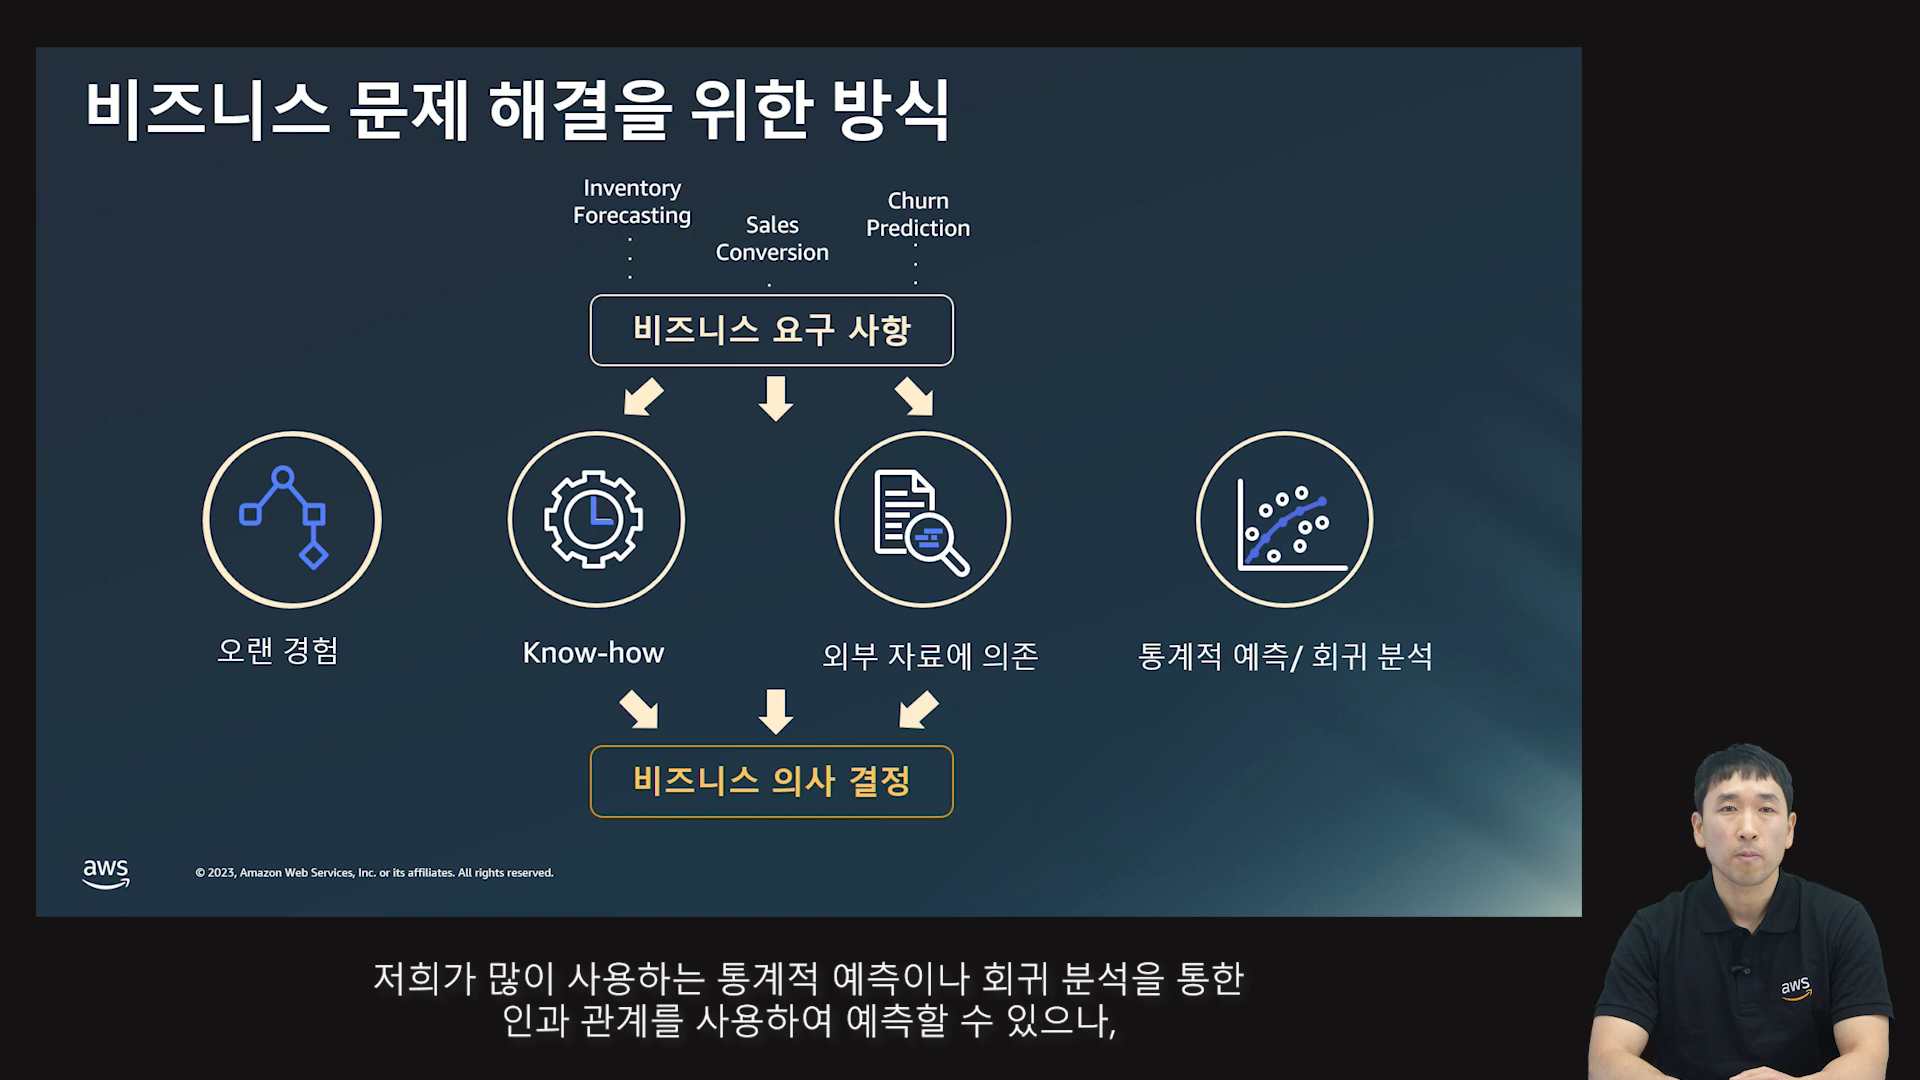 비즈니스 문제 해결을 위한 방식
Inventory
Forecasting
Sales
Conversion
Churn
Prediction
비즈니스 요구 사항
오랜 경험
Know-how
외부 자료에 의존
통계적 예측/ 회귀 분석
비즈니스 의사 결정
aws
© 2023, Amazon Web Services, Inc. or its affiliates. All rights reserved.
aws
저희가 많이 사용하는 통계적 예측이나 회귀 분석을 통한
인과 관계를 사용하여 예측할 수 있으나,